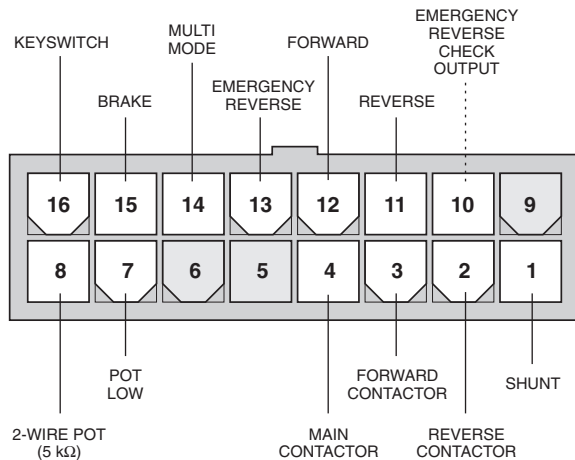 EMERGENCY
REVERSE
CHECK
OUTPUT
MULTI
MODE
KEYSWITCH
FORWARD
EMERGENCY
REVERSE
BRAKE
REVERSE
16 15 14 13 12 11 10 9
8 7 6 5 4 3 2 1
POT
LOW
FORWARD
CONTACTOR
SHUNT
2-WIRE POT
(5 kΩ)
MAIN
CONTACTOR
REVERSE
CONTACTOR